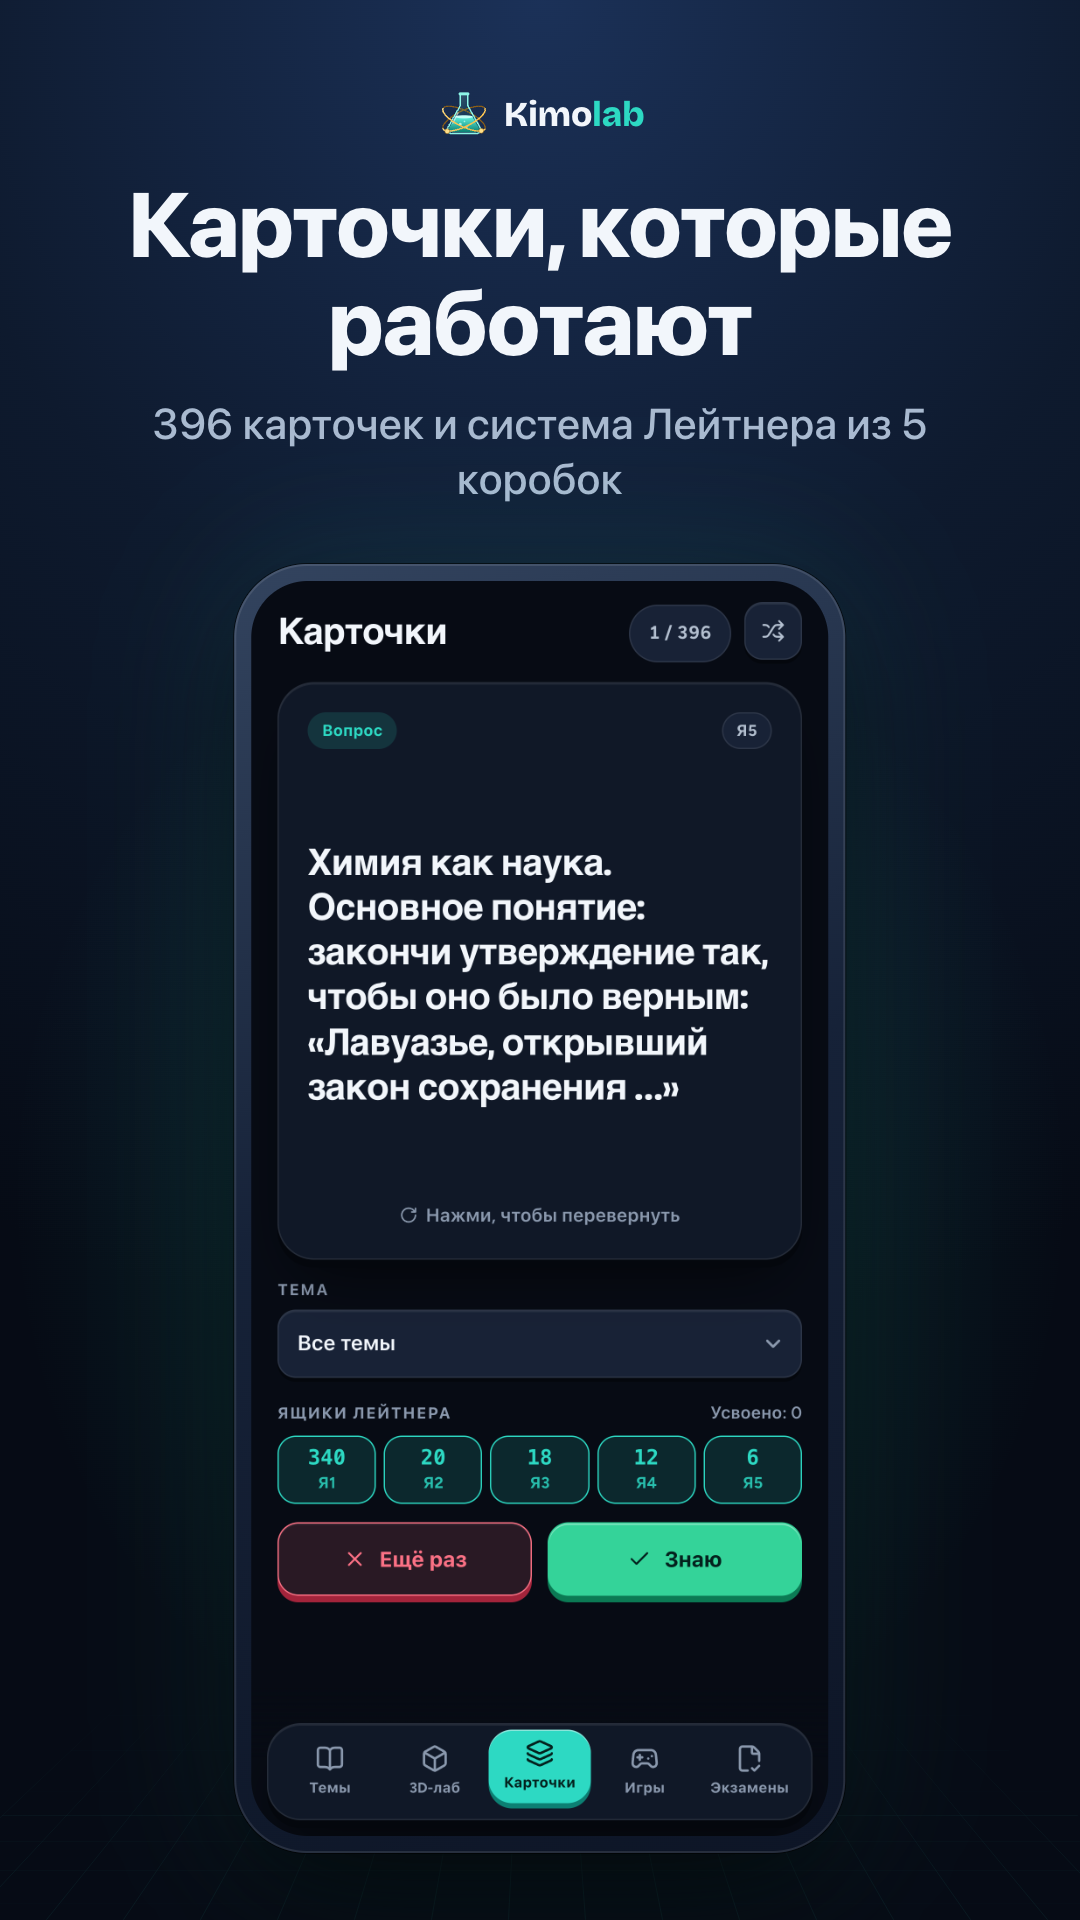 Kimolab
Карточки, которые
работают
396 карточек и система Лейтнера из 5
коробок
Карточки
1 / 396
Вопрос
Я5
Химия как наука.
Основное понятие:
закончи утверждение так,
чтобы оно было верным:
«Лавуазье, открывший
закон сохранения ...»
Нажми, чтобы перевернуть
ТЕМА
Все темы
ЯЩИКИ ЛЕЙТНЕРА
Усвоено: 0
340
Я1
20
Я2
18
Я3
12
Я4
6
Я5
Ещё раз
Знаю
Темы
3D-лаб
Карточки
Игры
Экзамены